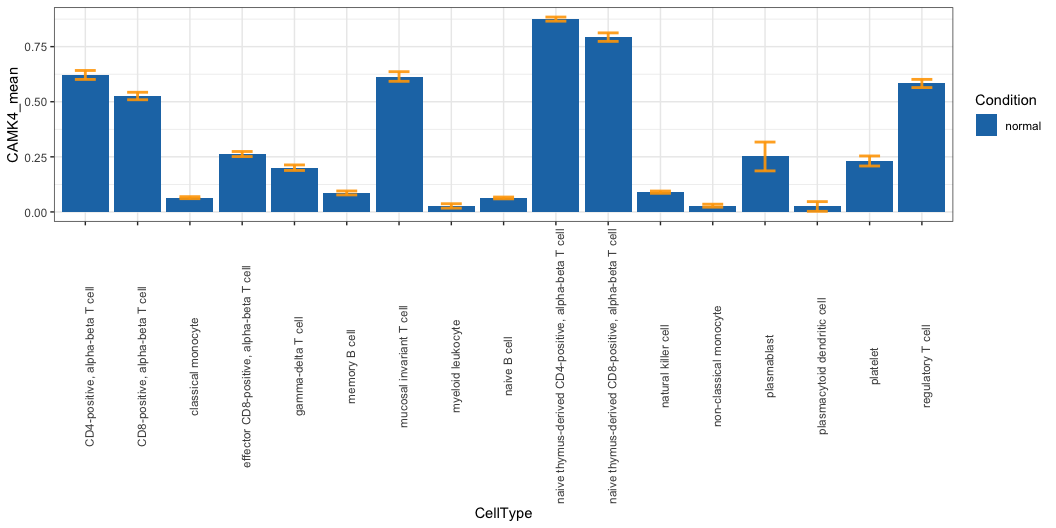 CAMK4_mean
0.75
0.50
0.25
0.00
CD4-positive, alpha-beta T cell
CD8-positive, alpha-beta T cell
classical monocyte
effector CD8-positive, alpha-beta T cell
gamma-delta T cell
memory B cell
mucosal invariant T cell
myeloid leukocyte
naive B cell
naive thymus-derived CD4-positive, alpha-beta T cell
naive thymus-derived CD8-positive, alpha-beta T cell
natural killer cell
non-classical monocyte
plasmablast
plasmacytoid dendritic cell
platelet
regulatory T cell
CellType
Condition
normal